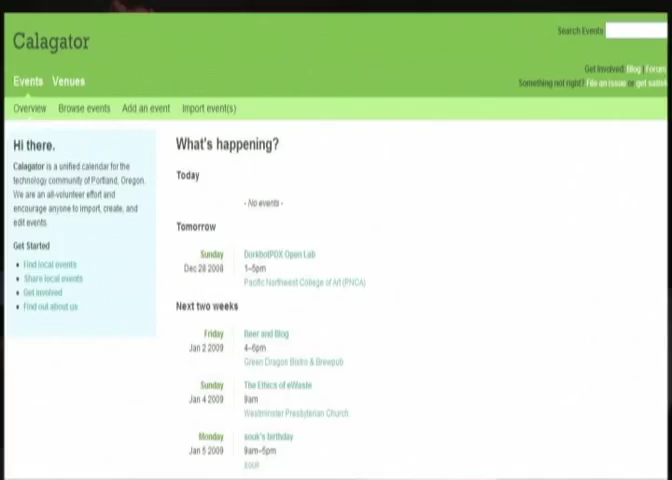 Calagator
Search Events
Get Involved: Blog | Forum
Something not right? File an issue or get satisf
Events Venues
Overview Browse events Add an event Import event(s)
Hi there.
Calagator is a unified calendar for the
technology community of Portland, Oregon.
We are an all-volunteer effort and
encourage anyone to import, create, and
edit events.
Get Started
Find local events
Share local events
Get involved
Find out about us
What's happening?
Today
- No events -
Tomorrow
Sunday DorkbotPDX Open Lab
Dec 28 2008 1–5pm
Pacific Northwest College of Art (PNCA)
Next two weeks
Friday Beer and Blog
Jan 2 2009 4–6pm
Green Dragon Bistro & Brewpub
Sunday The Ethics of eWaste
Jan 4 2009 9am
Westminster Presbyterian Church
Monday souk's birthday
Jan 5 2009 9am–5pm
souk